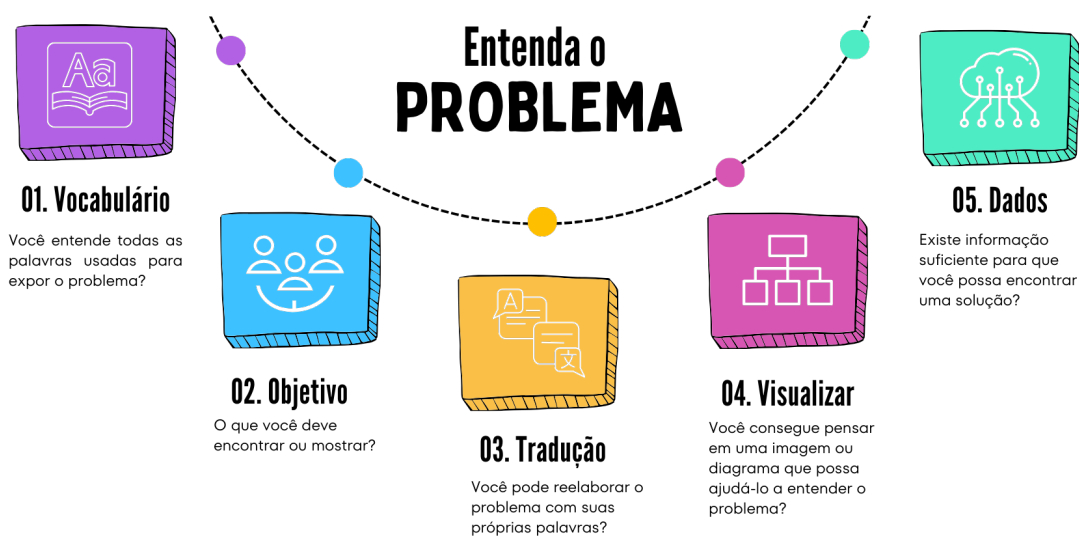 Entenda o
PROBLEMA
Aa
01. Vocabulário
Você entende todas as
palavras usadas para
expor o problema?
02. Objetivo
O que você deve
encontrar ou mostrar?
A
文
03. Tradução
Você pode reelaborar o
problema com suas
próprias palavras?
04. Visualizar
Você consegue pensar
em uma imagem ou
diagrama que possa
ajudá-lo a entender o
problema?
05. Dados
Existe informação
suficiente para que
você possa encontrar
uma solução?